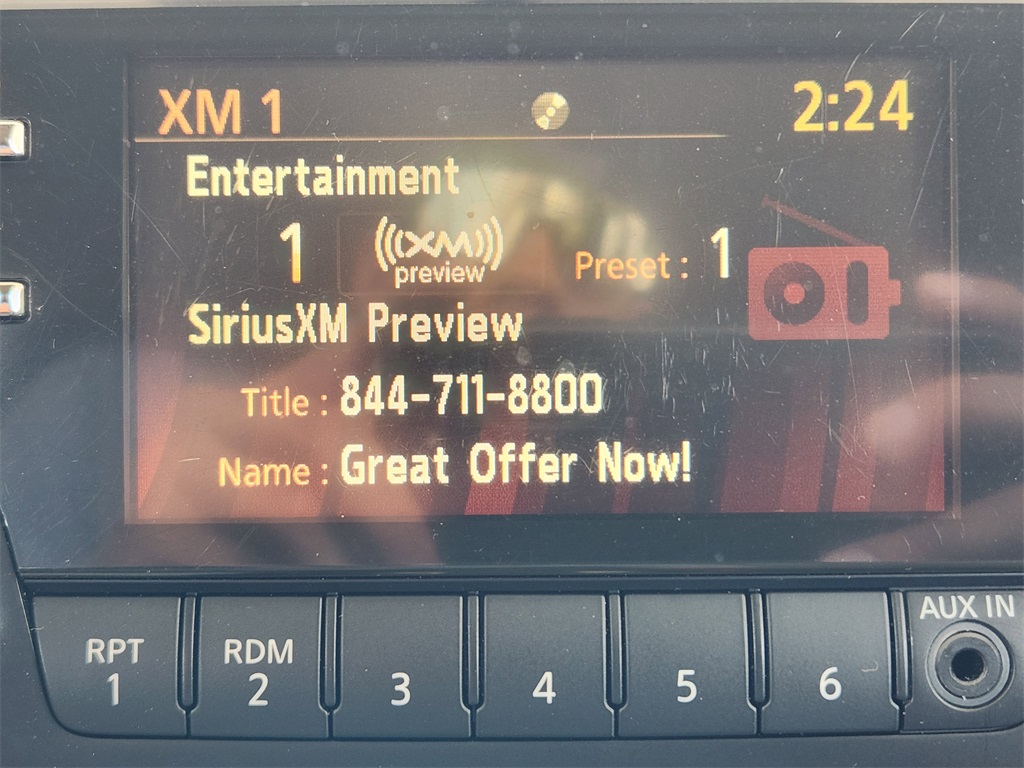 XM 1 2:24
Entertainment
1 ((XM)) preview Preset : 1
SiriusXM Preview
Title : 844-711-8800
Name : Great Offer Now!
AUX IN
RPT RDM
1 2 3 4 5 6